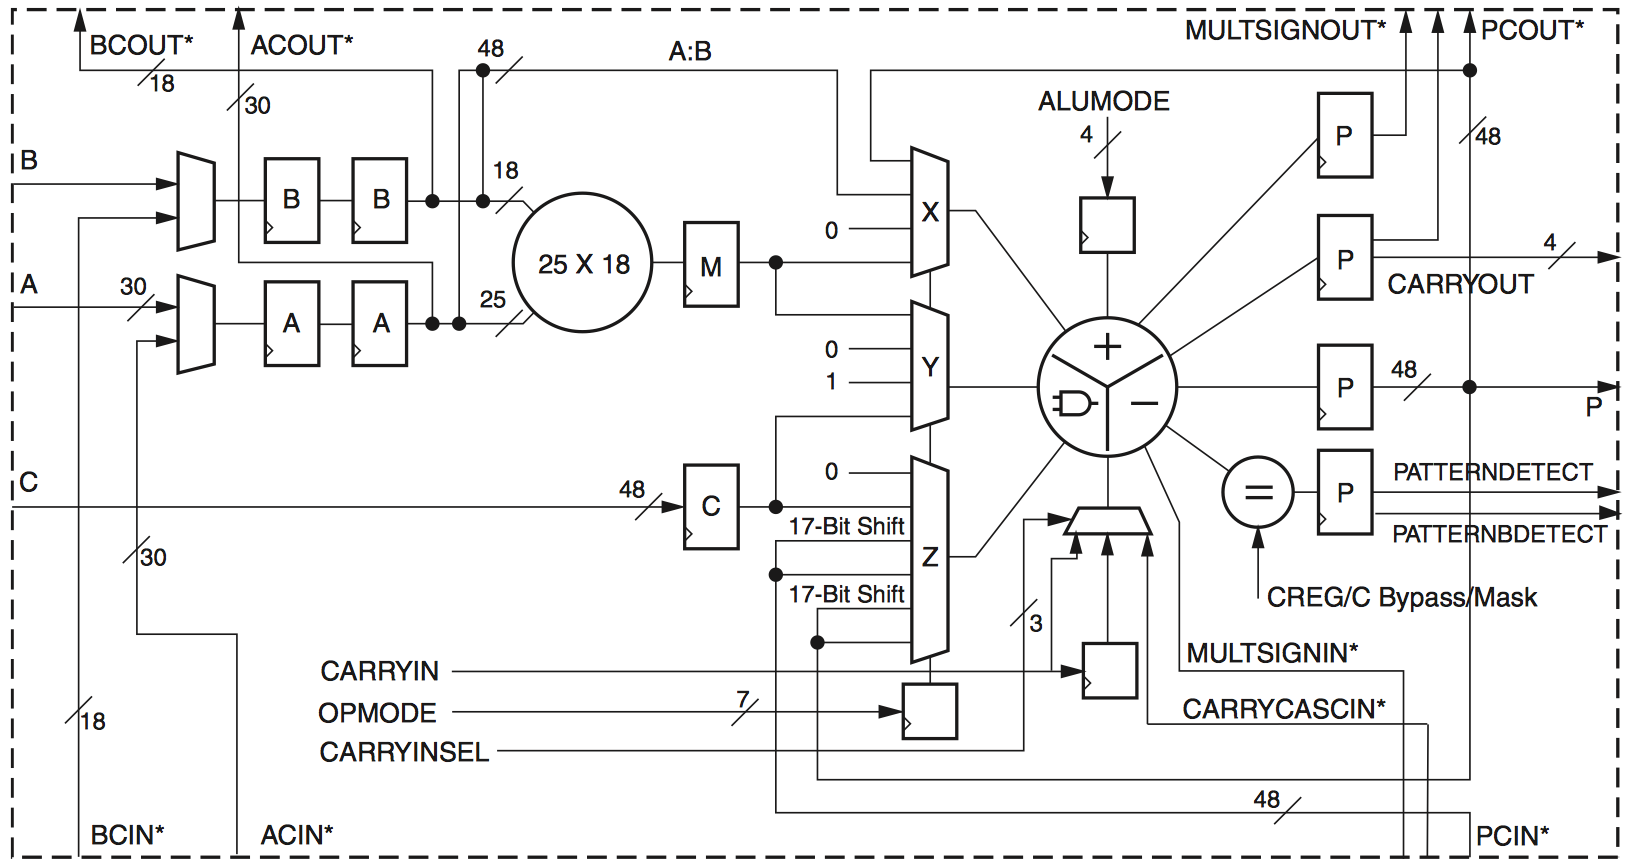 BCOUT*
ACOUT*
48
A:B
MULTSIGNOUT*
PCOUT*
18
30
ALUMODE
4
P
48
B
18
B
B
X
0
25 X 18
M
A
30
25
A
A
P
4
CARRYOUT
0
1
Y
+
−
P
48
P
C
48
C
0
17-Bit Shift
Z
17-Bit Shift
=
P
PATTERNDETECT
PATTERNBDETECT
30
3
CREG/C Bypass/Mask
CARRYIN
MULTSIGNIN*
OPMODE
7
CARRYCASCIN*
18
CARRYINSEL
48
BCIN*
ACIN*
PCIN*